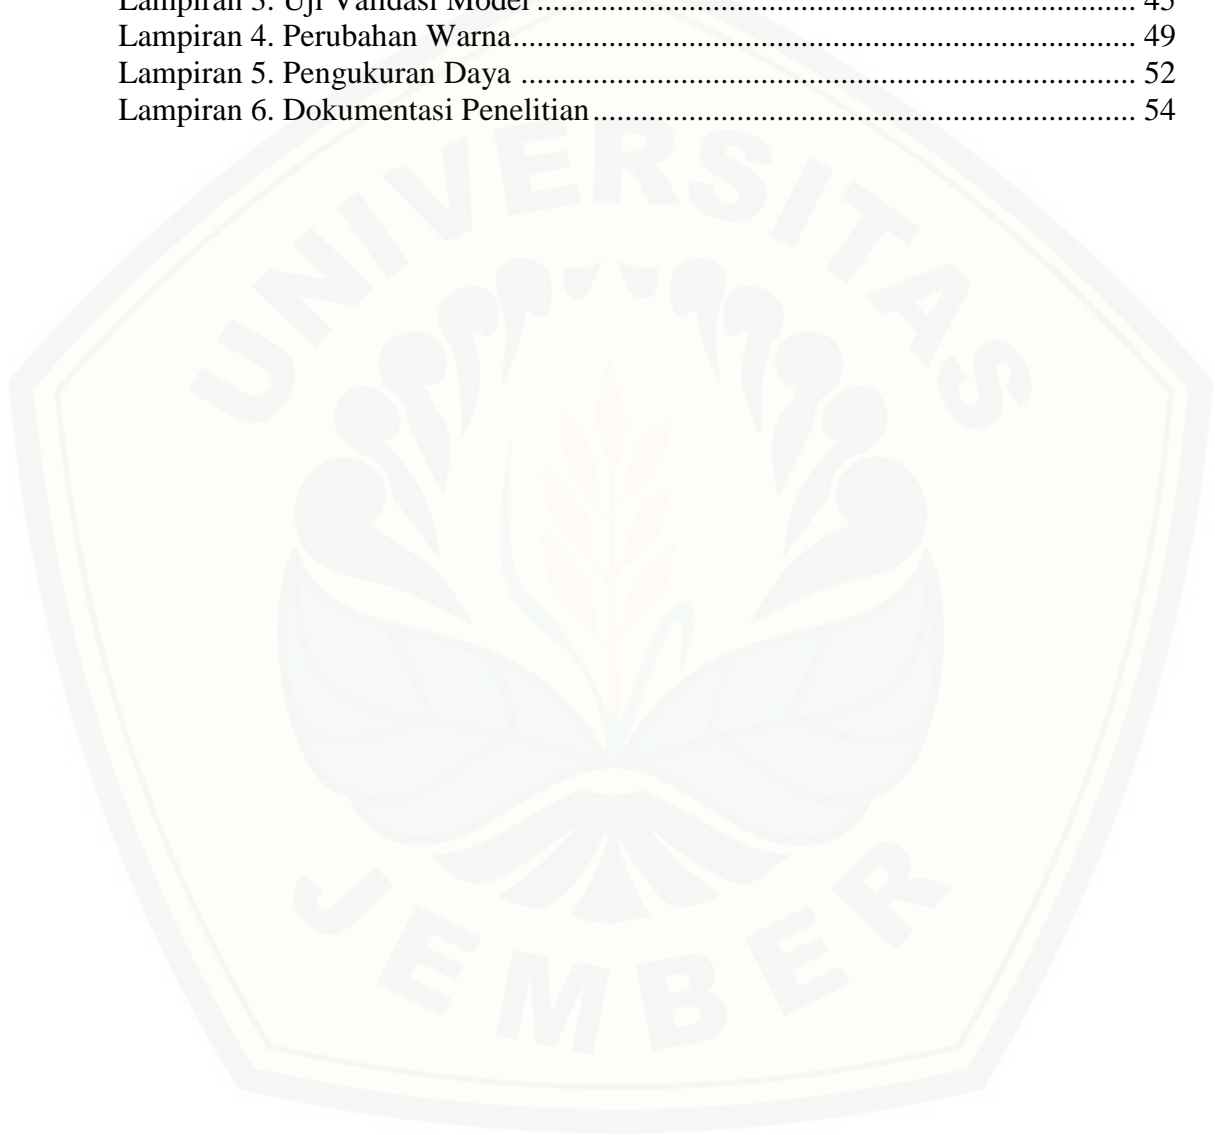 Lampiran 3. Uji Validasi Model ........................................................................... 45
Lampiran 4. Perubahan Warna............................................................................ 49
Lampiran 5. Pengukuran Daya ........................................................................... 52
Lampiran 6. Dokumentasi Penelitian.................................................................. 54
UNIVERSITAS
JEMBER